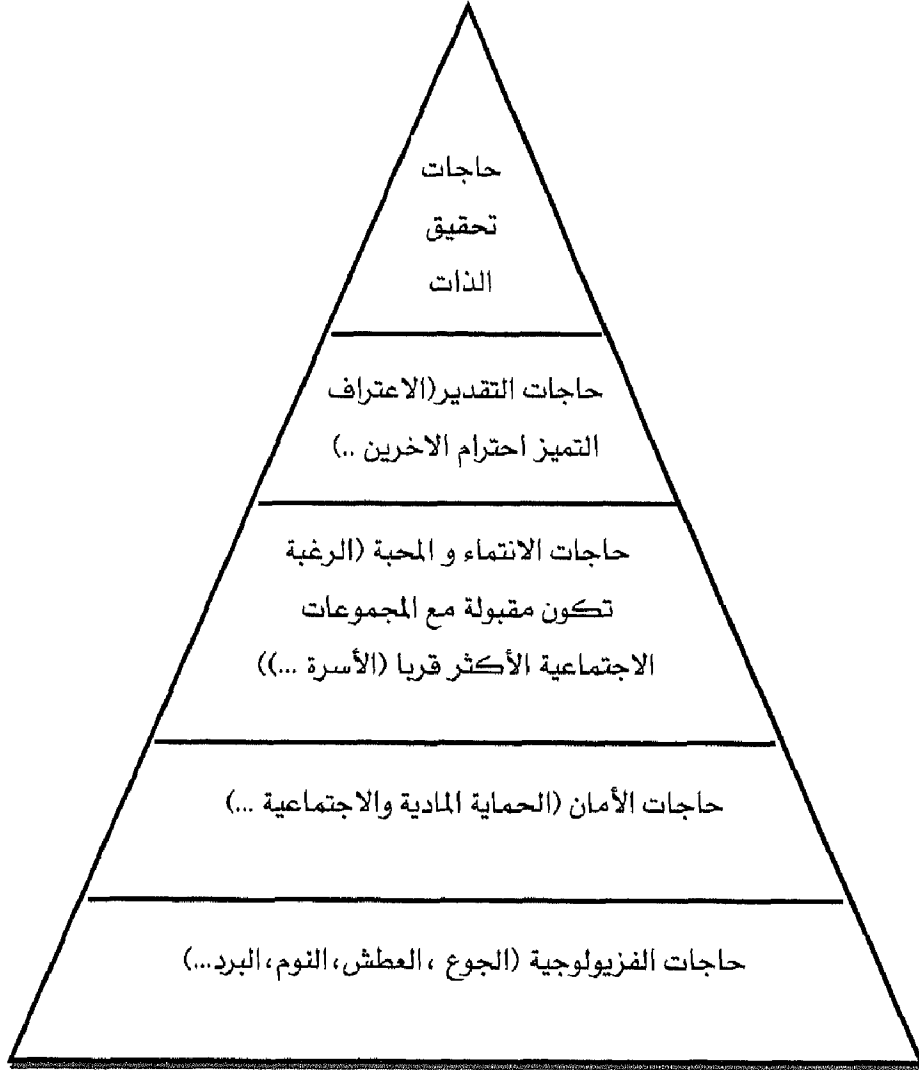 حاجات
تحقيق
الذات
حاجات التقدير(الاعتراف
التميز احترام الاخرين ..)
حاجات الانتماء و المحبة (الرغبة
تكون مقبولة مع المجموعات
الاجتماعية الأكثر قربا (الأسرة ...))
حاجات الأمان (الحماية المادية والاجتماعية ...)
حاجات الفزيولوجية (الجوع ، العطش، النوم، البرد...)